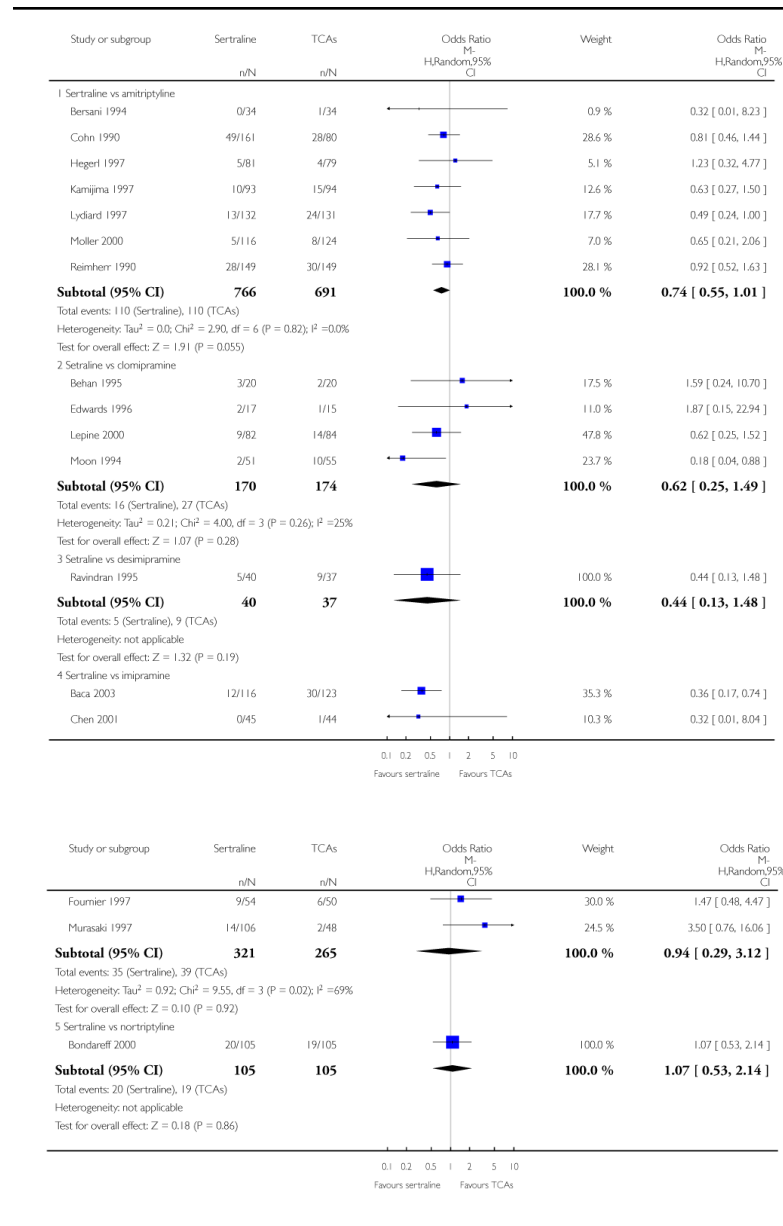 Study or subgroup Sertraline TCAs Odds Ratio Weight Odds Ratio
M- M-
H,Random,95% H,Random,95%
n/N n/N CI CI
1 Sertraline vs amitriptyline
Bersani 1994 0/34 1/34 0.9 % 0.32 [ 0.01, 8.23 ]
Cohn 1990 49/161 28/80 28.6 % 0.81 [ 0.46, 1.44 ]
Hegerl 1997 5/81 4/79 5.1 % 1.23 [ 0.32, 4.77 ]
Kamijima 1997 10/93 15/94 12.6 % 0.63 [ 0.27, 1.50 ]
Lydiard 1997 13/132 24/131 17.7 % 0.49 [ 0.24, 1.00 ]
Moller 2000 5/116 8/124 7.0 % 0.65 [ 0.21, 2.06 ]
Reimherr 1990 28/149 30/149 28.1 % 0.92 [ 0.52, 1.63 ]
Subtotal (95% CI) 766 691 100.0 % 0.74 [ 0.55, 1.01 ]
Total events: 110 (Sertraline), 110 (TCAs)
Heterogeneity: Tau² = 0.0; Chi² = 2.90, df = 6 (P = 0.82); I² =0.0%
Test for overall effect: Z = 1.91 (P = 0.055)
2 Setraline vs clomipramine
Behan 1995 3/20 2/20 17.5 % 1.59 [ 0.24, 10.70 ]
Edwards 1996 2/17 1/15 11.0 % 1.87 [ 0.15, 22.94 ]
Lepine 2000 9/82 14/84 47.8 % 0.62 [ 0.25, 1.52 ]
Moon 1994 2/51 10/55 23.7 % 0.18 [ 0.04, 0.88 ]
Subtotal (95% CI) 170 174 100.0 % 0.62 [ 0.25, 1.49 ]
Total events: 16 (Sertraline), 27 (TCAs)
Heterogeneity: Tau² = 0.21; Chi² = 4.00, df = 3 (P = 0.26); I² =25%
Test for overall effect: Z = 1.07 (P = 0.28)
3 Setraline vs desimipramine
Ravindran 1995 5/40 9/37 100.0 % 0.44 [ 0.13, 1.48 ]
Subtotal (95% CI) 40 37 100.0 % 0.44 [ 0.13, 1.48 ]
Total events: 5 (Sertraline), 9 (TCAs)
Heterogeneity: not applicable
Test for overall effect: Z = 1.32 (P = 0.19)
4 Sertraline vs imipramine
Baca 2003 12/116 30/123 35.3 % 0.36 [ 0.17, 0.74 ]
Chen 2001 0/45 1/44 10.3 % 0.32 [ 0.01, 8.04 ]
0.1 0.2 0.5 1 2 5 10
Favours sertraline Favours TCAs
Study or subgroup Sertraline TCAs Odds Ratio Weight Odds Ratio
M- M-
H,Random,95% H,Random,95%
n/N n/N CI CI
Fournier 1997 9/54 6/50 30.0 % 1.47 [ 0.48, 4.47 ]
Murasaki 1997 14/106 2/48 24.5 % 3.50 [ 0.76, 16.06 ]
Subtotal (95% CI) 321 265 100.0 % 0.94 [ 0.29, 3.12 ]
Total events: 35 (Sertraline), 39 (TCAs)
Heterogeneity: Tau² = 0.92; Chi² = 9.55, df = 3 (P = 0.02); I² =69%
Test for overall effect: Z = 0.10 (P = 0.92)
5 Sertraline vs nortriptyline
Bondareff 2000 20/105 19/105 100.0 % 1.07 [ 0.53, 2.14 ]
Subtotal (95% CI) 105 105 100.0 % 1.07 [ 0.53, 2.14 ]
Total events: 20 (Sertraline), 19 (TCAs)
Heterogeneity: not applicable
Test for overall effect: Z = 0.18 (P = 0.86)
0.1 0.2 0.5 1 2 5 10
Favours sertraline Favours TCAs